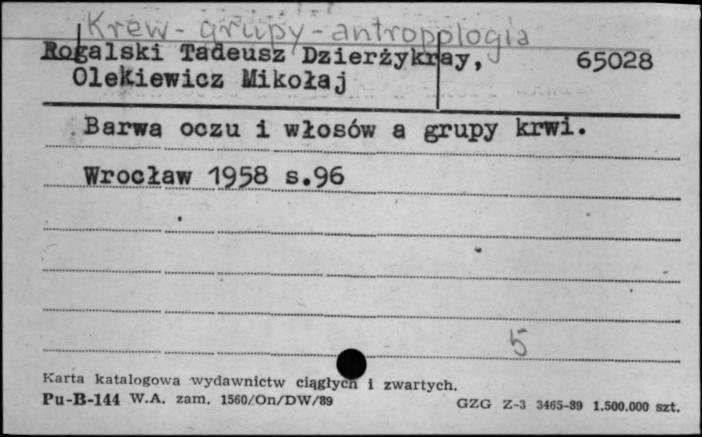 Krew - grupy - antropologia
Rogalski Tadeusz Dzierżykray, 65028
Olekiewicz Mikołaj
Barwa oczu i włosów a grupy krwi.
Wrocław 1958 s.96
5
Karta katalogowa wydawnictw ciągłych i zwartych.
Pu-B-144 W.A. zam. 1560/On/DW/89 GZG Z-3 3465-89 1.500.000 szt.